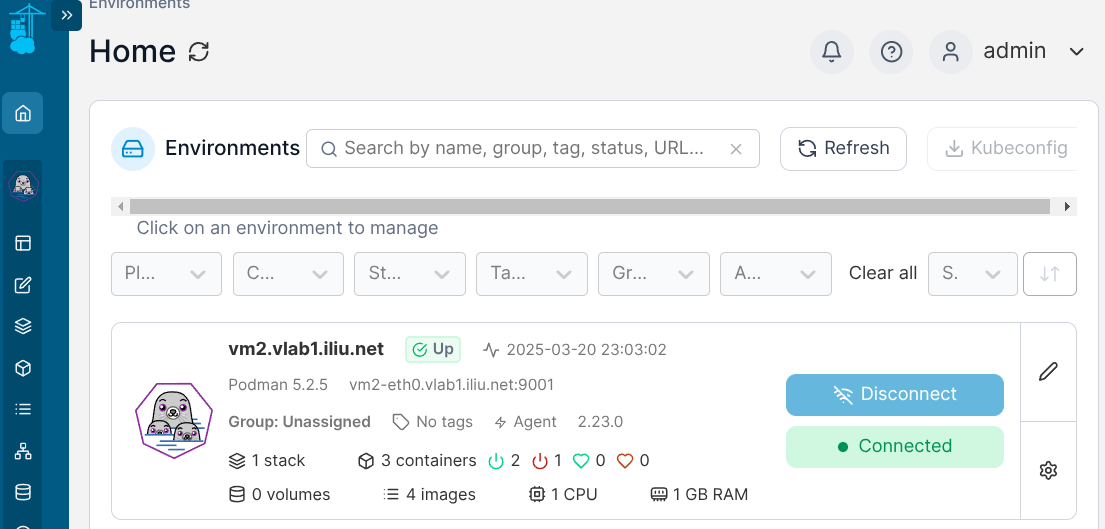 Environments
Home
admin
Environments Search by name, group, tag, status, URL... Refresh Kubeconfig
Click on an environment to manage
Pl... C... St... Ta... Gr... A... Clear all S.
vm2.vlab1.iliu.net Up 2025-03-20 23:03:02
Podman 5.2.5 vm2-eth0.vlab1.iliu.net:9001
Disconnect
Group: Unassigned No tags Agent 2.23.0
Connected
1 stack 3 containers 2 1 0 0
0 volumes 4 images 1 CPU 1 GB RAM